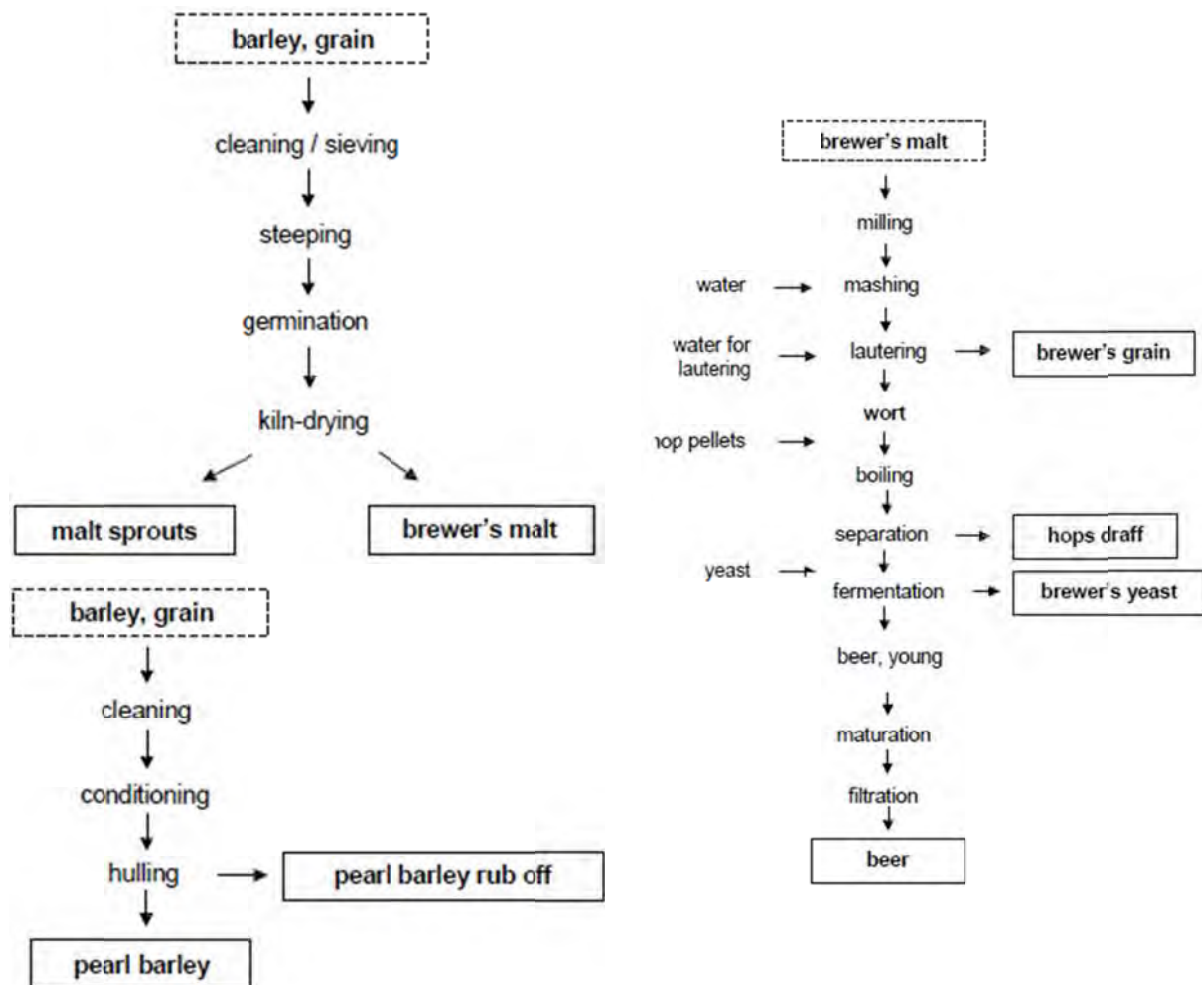 barley, grain
cleaning / sieving
steeping
germination
kiln-drying
malt sprouts
brewer's malt
barley, grain
cleaning
conditioning
hulling
pearl barley rub off
pearl barley
brewer's malt
milling
water
mashing
water for
lautering
lautering
brewer's grain
wort
pellets
boiling
separation
hops draff
yeast
fermentation
brewer's yeast
beer, young
maturation
filtration
beer